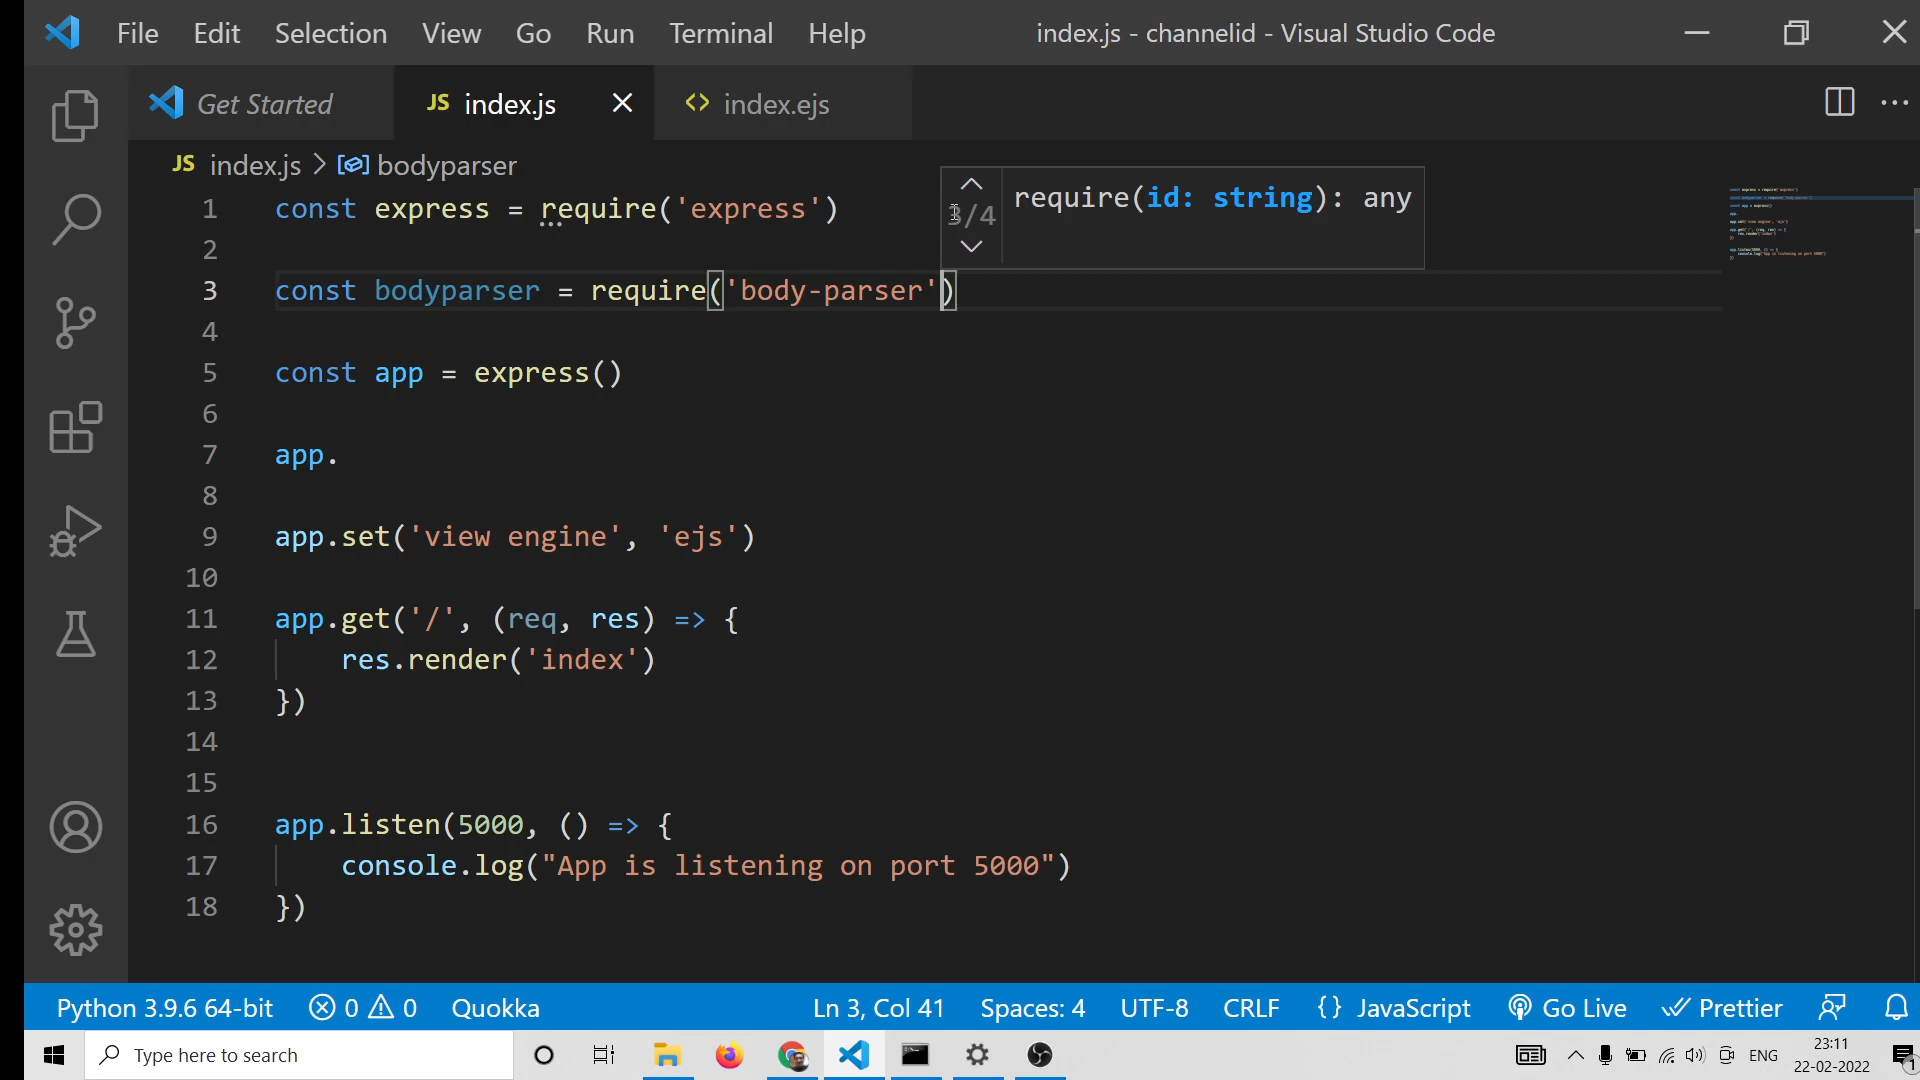 File Edit Selection View Go Run Terminal Help index.js - channelid - Visual Studio Code
Get Started JS index.js index.ejs
JS index.js > bodyparser
1 const express = require('express')
3/4 require(id: string): any
2
3 const bodyparser = require('body-parser')
4
5 const app = express()
6
7 app.
8
9 app.set('view engine', 'ejs')
10
11 app.get('/', (req, res) => {
12 res.render('index')
13 })
14
15
16 app.listen(5000, () => {
17 console.log("App is listening on port 5000")
18 })
Python 3.9.6 64-bit 0 0 Quokka Ln 3, Col 41 Spaces: 4 UTF-8 CRLF {} JavaScript Go Live Prettier
Type here to search ENG 23:11
22-02-2022 1